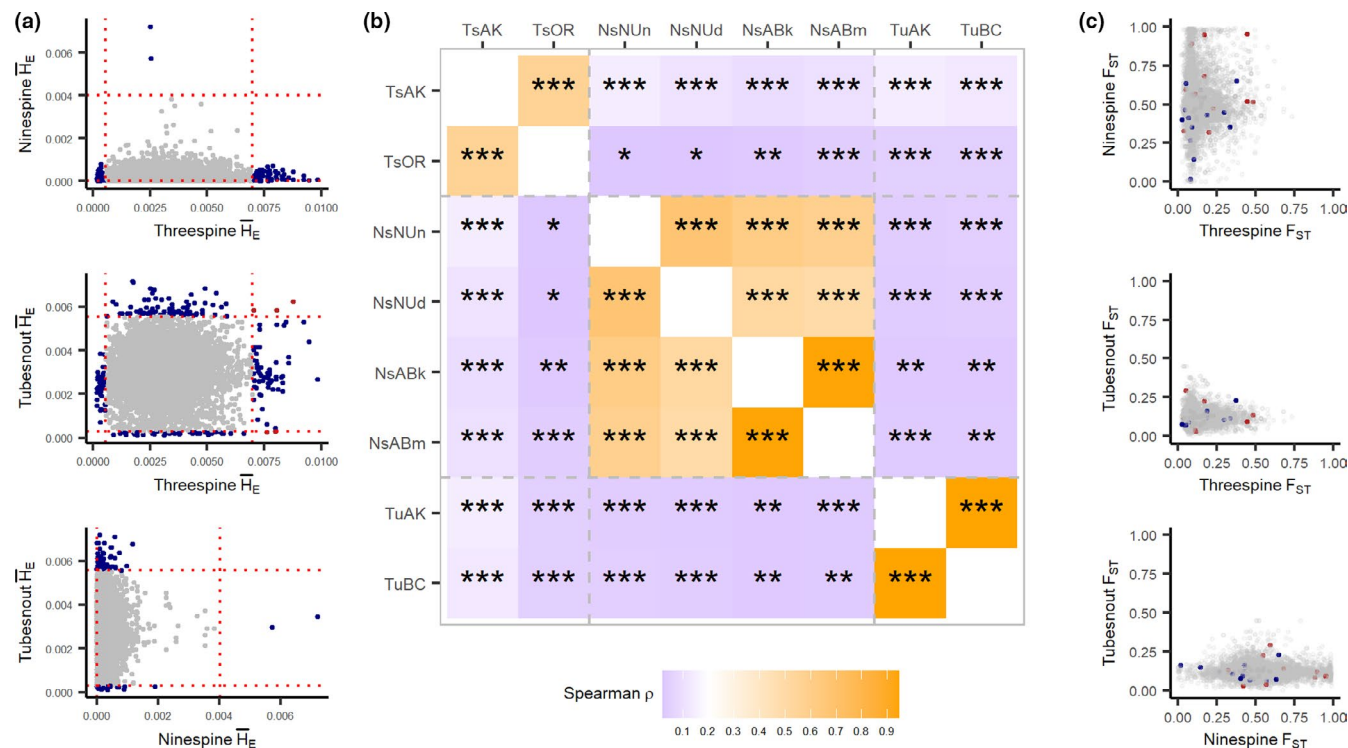 (a)
Ninespine H̅E
0.006
0.004
0.002
0.000
0.0000 0.0025 0.0050 0.0075 0.0100
Threespine H̅E
Tubesnout H̅E
0.006
0.004
0.002
0.000
0.0000 0.0025 0.0050 0.0075 0.0100
Threespine H̅E
Tubesnout H̅E
0.006
0.004
0.002
0.000
0.000 0.002 0.004 0.006
Ninespine H̅E
(b)
TsAK TsOR NsNUn NsNUd NsABk NsABm TuAK TuBC
TsAK *** *** *** *** *** *** ***
TsOR *** * * ** *** *** ***
NsNUn *** * *** *** *** *** ***
NsNUd *** * *** *** *** *** ***
NsABk *** ** *** *** *** ** **
NsABm *** *** *** *** *** *** **
TuAK *** *** *** *** ** *** ***
TuBC *** *** *** *** ** ** ***
Spearman ρ
0.1 0.2 0.3 0.4 0.5 0.6 0.7 0.8 0.9
(c)
Ninespine FST
1.00
0.75
0.50
0.25
0.00
0.00 0.25 0.50 0.75 1.00
Threespine FST
Tubesnout FST
1.00
0.75
0.50
0.25
0.00
0.00 0.25 0.50 0.75 1.00
Threespine FST
Tubesnout FST
1.00
0.75
0.50
0.25
0.00
0.00 0.25 0.50 0.75 1.00
Ninespine FST